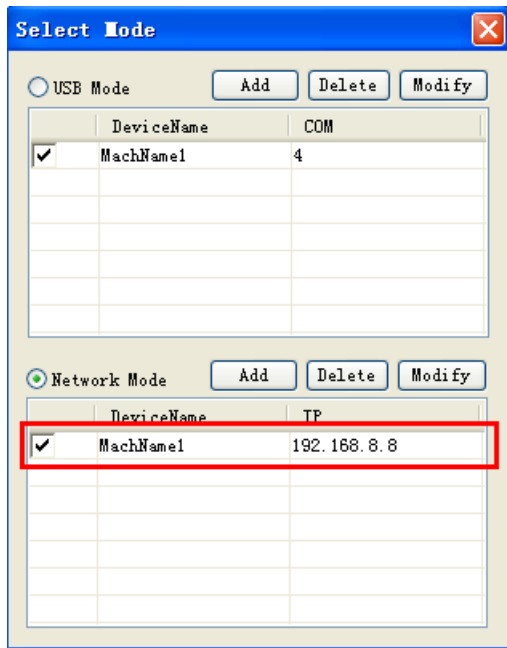 Select Mode
USB Mode Add Delete Modify
DeviceName COM
MachName1 4
Network Mode Add Delete Modify
DeviceName IP
MachName1 192.168.8.8